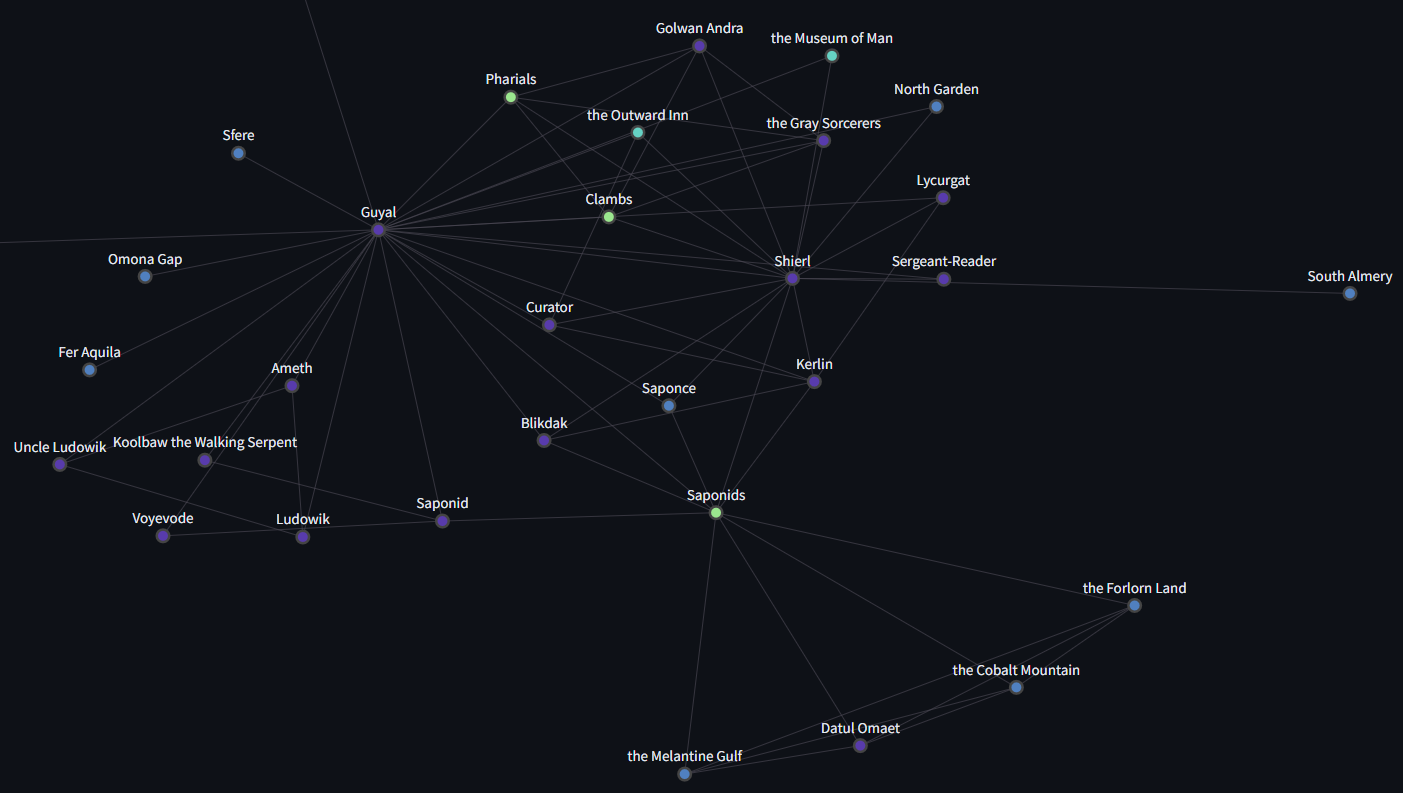 Golwan Andra
the Museum of Man
Pharials
North Garden
the Outward Inn
the Gray Sorcerers
Sfere
Lycurgat
Clambs
Guyal
Omona Gap
Shierl
Sergeant-Reader
South Almery
Curator
Fer Aquila
Ameth
Kerlin
Saponce
Blikdak
Uncle Ludowik
Koolbaw the Walking Serpent
Saponids
Saponid
Voyevode
Ludowik
the Forlorn Land
the Cobalt Mountain
Datul Omaet
the Melantine Gulf